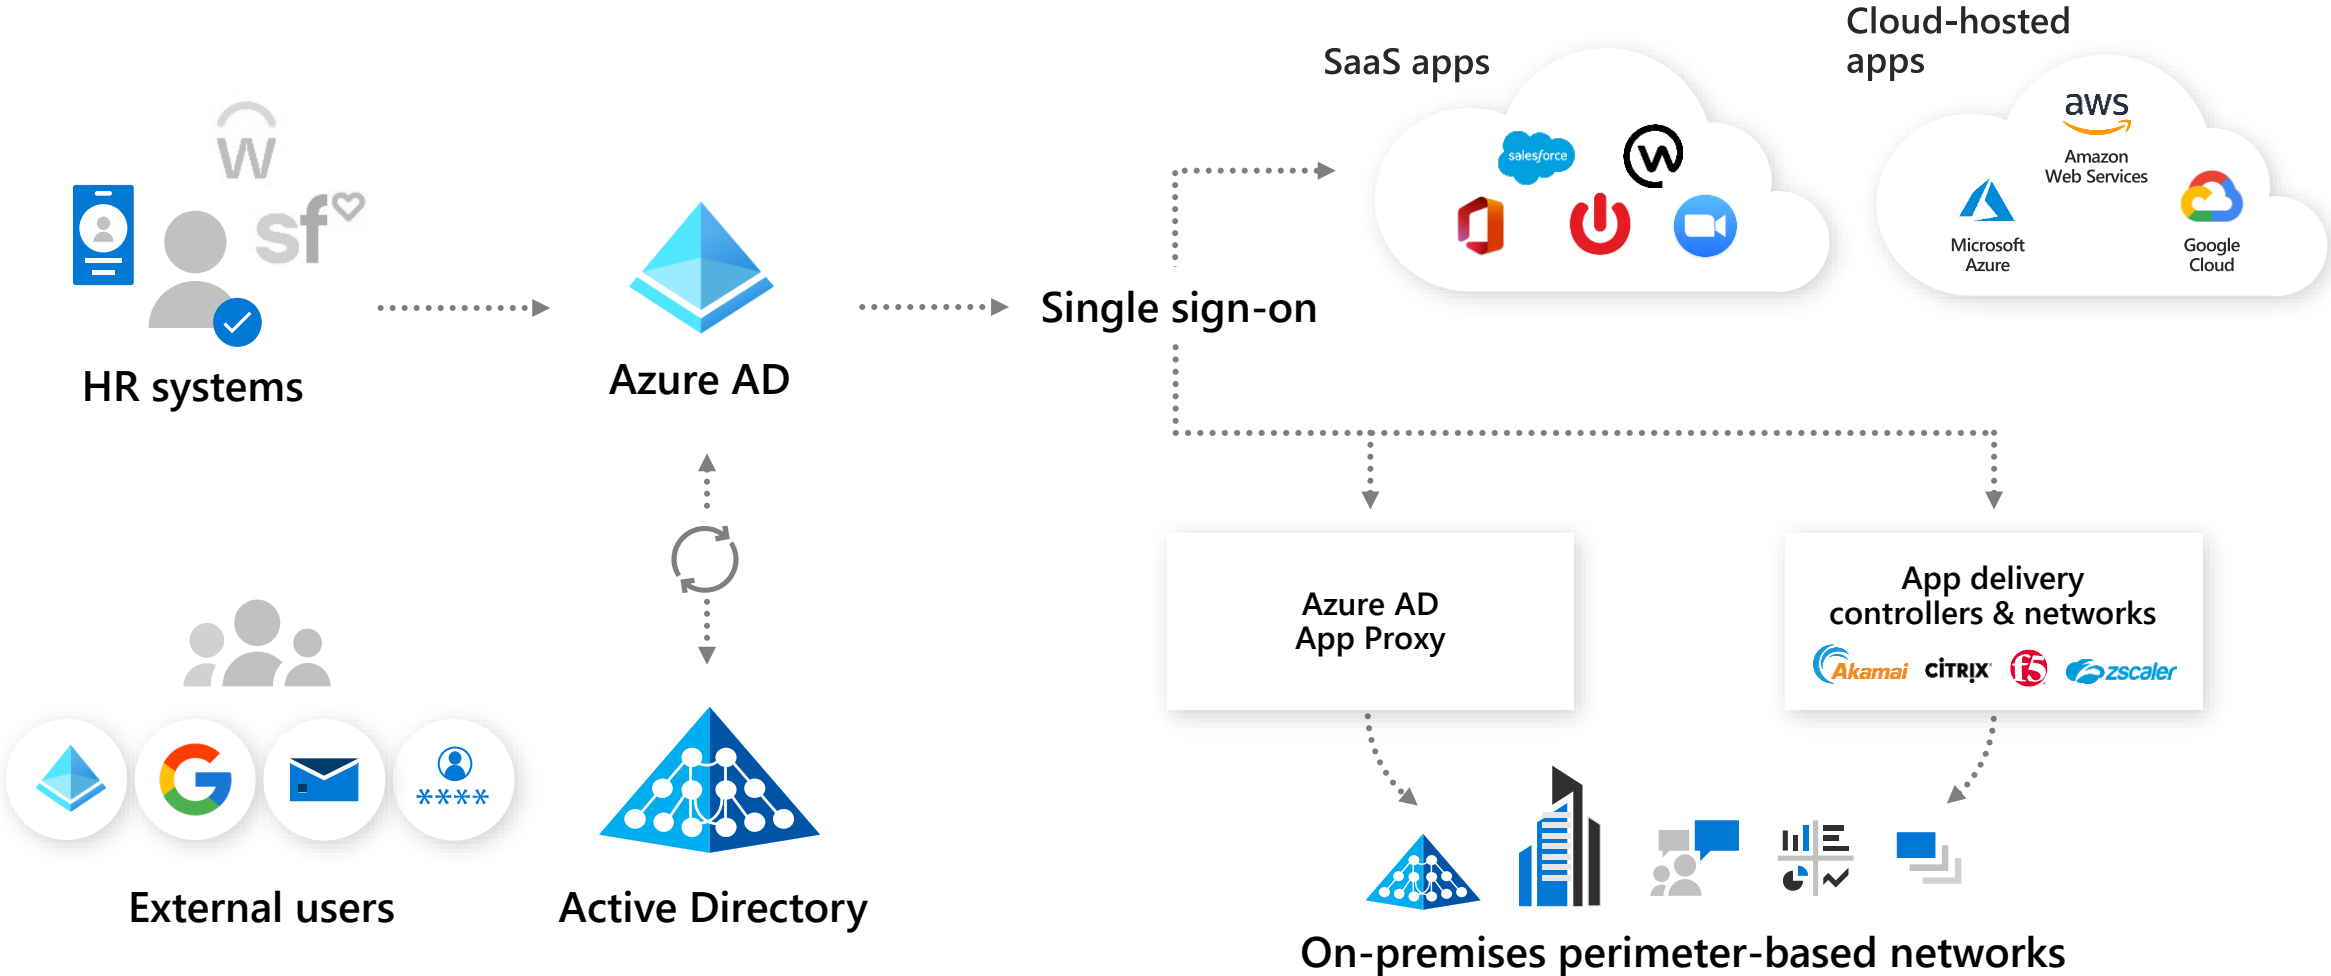 SaaS apps
Cloud-hosted
apps
salesforce
aws
Amazon
Web Services
Microsoft
Azure
Google
Cloud
w
sf
HR systems
Azure AD
Single sign-on
Azure AD
App Proxy
App delivery
controllers & networks
Akamai
CİTRIX
f5
zscaler
****
External users
Active Directory
On-premises perimeter-based networks